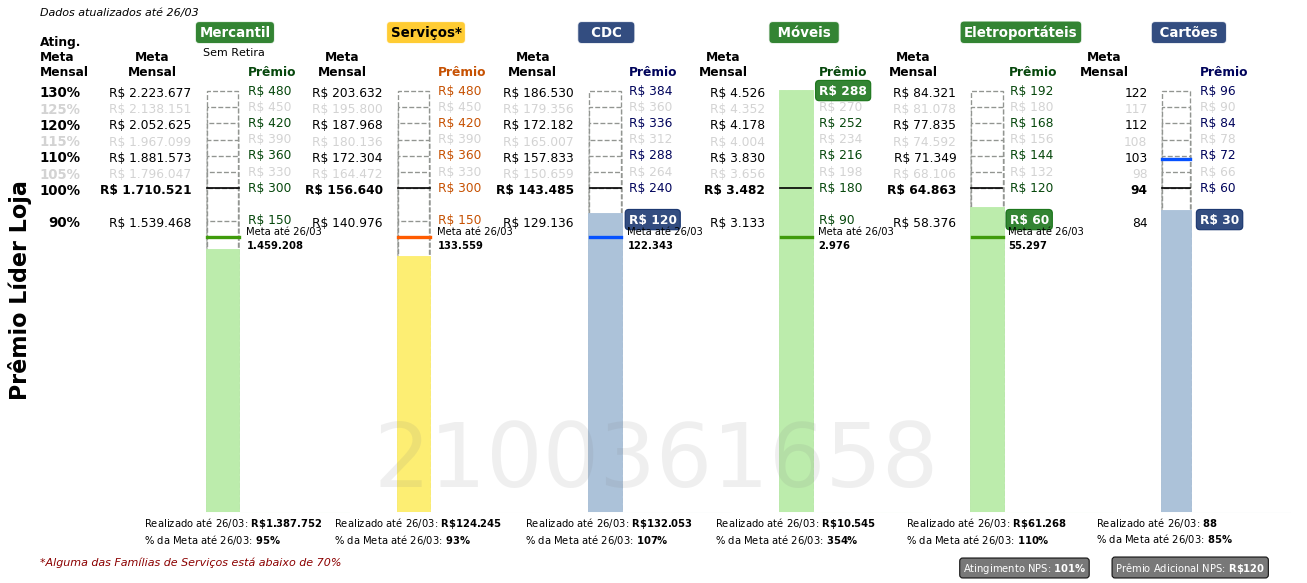 Dados atualizados até 26/03
Mercantil Serviços* CDC Móveis Eletroportáteis Cartões
Sem Retira
Ating. Meta Mensal Meta Mensal Prêmio Meta Mensal Prêmio Meta Mensal Prêmio Meta Mensal Prêmio Meta Mensal Prêmio Meta Mensal Prêmio
130% R$ 2.223.677 R$ 480 R$ 203.632 R$ 480 R$ 186.530 R$ 384 R$ 4.526 R$ 288 R$ 84.321 R$ 192 122 R$ 96
125% R$ 2.138.151 R$ 450 R$ 195.800 R$ 450 R$ 179.356 R$ 360 R$ 4.352 R$ 270 R$ 81.078 R$ 180 117 R$ 90
120% R$ 2.052.625 R$ 420 R$ 187.968 R$ 420 R$ 172.182 R$ 336 R$ 4.178 R$ 252 R$ 77.835 R$ 168 112 R$ 84
115% R$ 1.967.099 R$ 390 R$ 180.136 R$ 390 R$ 165.007 R$ 312 R$ 4.004 R$ 234 R$ 74.592 R$ 156 108 R$ 78
110% R$ 1.881.573 R$ 360 R$ 172.304 R$ 360 R$ 157.833 R$ 288 R$ 3.830 R$ 216 R$ 71.349 R$ 144 103 R$ 72
105% R$ 1.796.047 R$ 330 R$ 164.472 R$ 330 R$ 150.659 R$ 264 R$ 3.656 R$ 198 R$ 68.106 R$ 132 98 R$ 66
100% R$ 1.710.521 R$ 300 R$ 156.640 R$ 300 R$ 143.485 R$ 240 R$ 3.482 R$ 180 R$ 64.863 R$ 120 94 R$ 60
90% R$ 1.539.468 R$ 150 R$ 140.976 R$ 150 R$ 129.136 R$ 120 R$ 3.133 R$ 90 R$ 58.376 R$ 60 84 R$ 30
Meta até 26/03 Meta até 26/03 Meta até 26/03 Meta até 26/03 Meta até 26/03
1.459.208 133.559 122.343 2.976 55.297
Prêmio Líder Loja
2100361658
Realizado até 26/03: R$1.387.752 Realizado até 26/03: R$124.245 Realizado até 26/03: R$132.053 Realizado até 26/03: R$10.545 Realizado até 26/03: R$61.268 Realizado até 26/03: 88
% da Meta até 26/03: 95% % da Meta até 26/03: 93% % da Meta até 26/03: 107% % da Meta até 26/03: 354% % da Meta até 26/03: 110% % da Meta até 26/03: 85%
*Alguma das Famílias de Serviços está abaixo de 70% Atingimento NPS: 101% Prêmio Adicional NPS: R$120